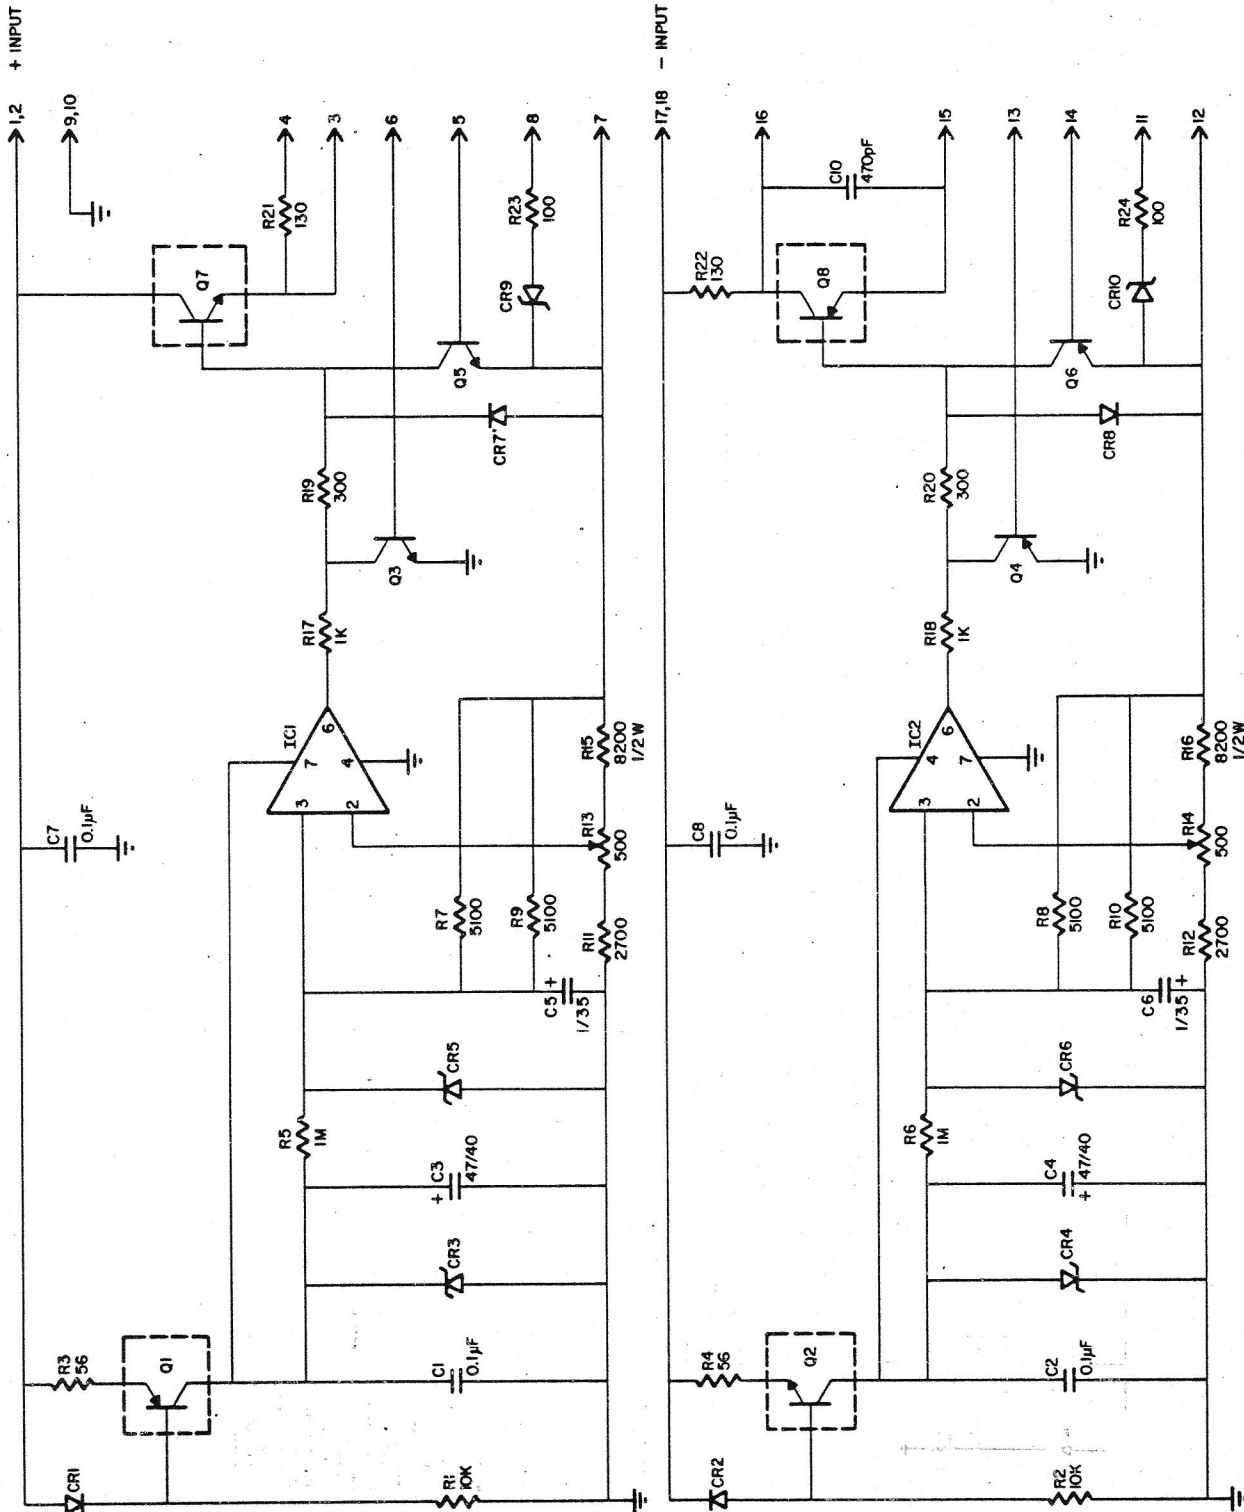 1,2 + INPUT
9,10
C7
0.1µF
R3
56
Q1
CR1
R1
10K
C1
0.1µF
CR3
C3
47/40
+
R5
1M
CR5
C5
+
1/35
R7
5100
R9
5100
R11
2700
R13
500
R15
8200
1/2W
IC1
7
3
2
4
6
R17
1K
Q3
R19
300
CR7
Q5
Q7
R21
130
CR9
R23
100
4
3
6
5
8
7
17,18 - INPUT
C8
0.1µF
R4
56
Q2
CR2
R2
10K
C2
0.1µF
CR4
C4
47/40
+
R6
1M
CR6
C6
1/35
+
R8
5100
R10
5100
R12
2700
R14
500
R16
8200
1/2W
IC2
4
3
2
7
6
R18
1K
Q4
R20
300
CR8
Q6
Q8
R22
130
C10
470pF
CR10
R24
100
16
15
13
14
11
12